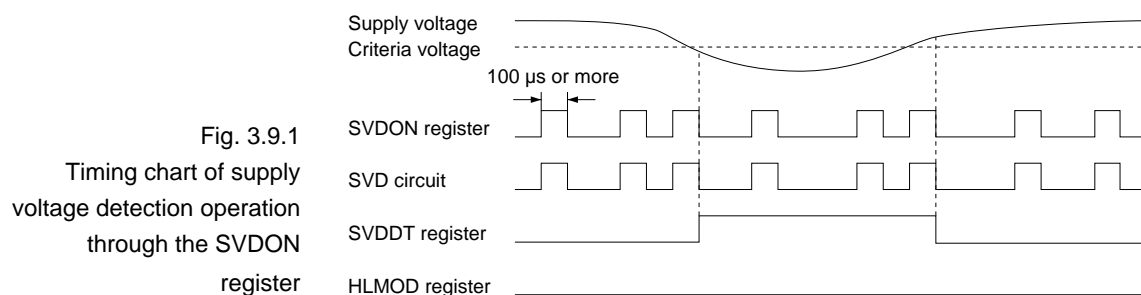 Supply voltage
Criteria voltage
100 µs or more
SVDON register
SVD circuit
SVDDT register
HLMOD register
Fig. 3.9.1
Timing chart of supply
voltage detection operation
through the SVDON
register